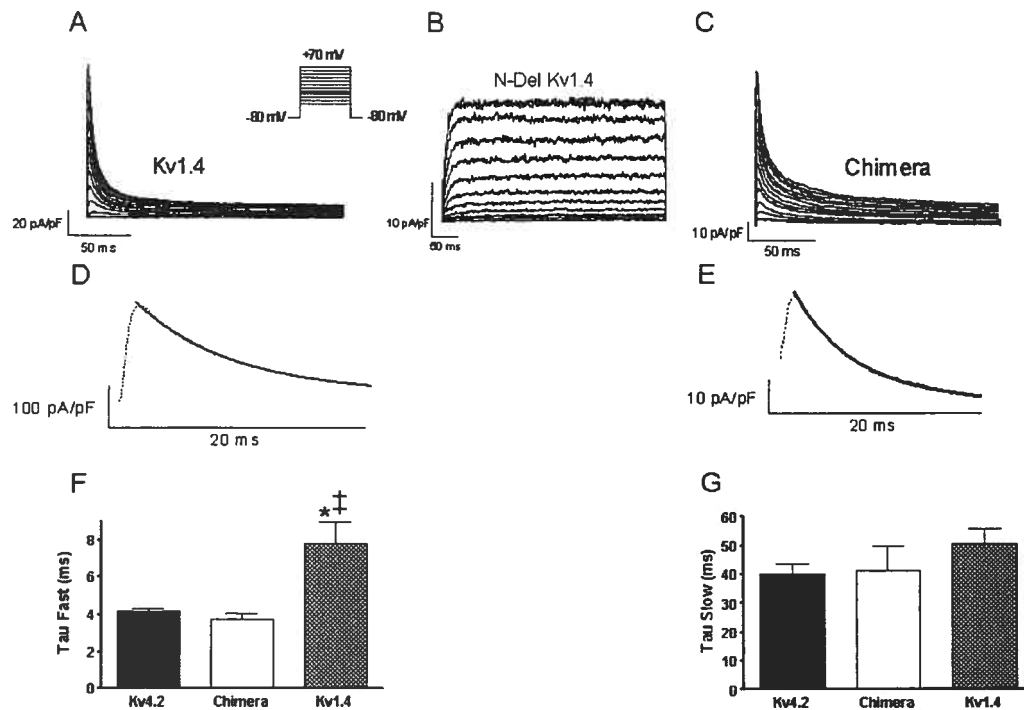 A
+70 mV
-80 mV
-80 mV
Kv1.4
20 pA/pF
50 ms
B
N-Del Kv1.4
10 pA/pF
60 ms
C
Chimera
10 pA/pF
50 ms
D
100 pA/pF
20 ms
E
10 pA/pF
20 ms
F
*‡
Tau Fast (ms)
8
6
4
2
0
Kv4.2
Chimera
Kv1.4
G
Tau Slow (ms)
60
50
40
30
20
10
0
Kv4.2
Chimera
Kv1.4